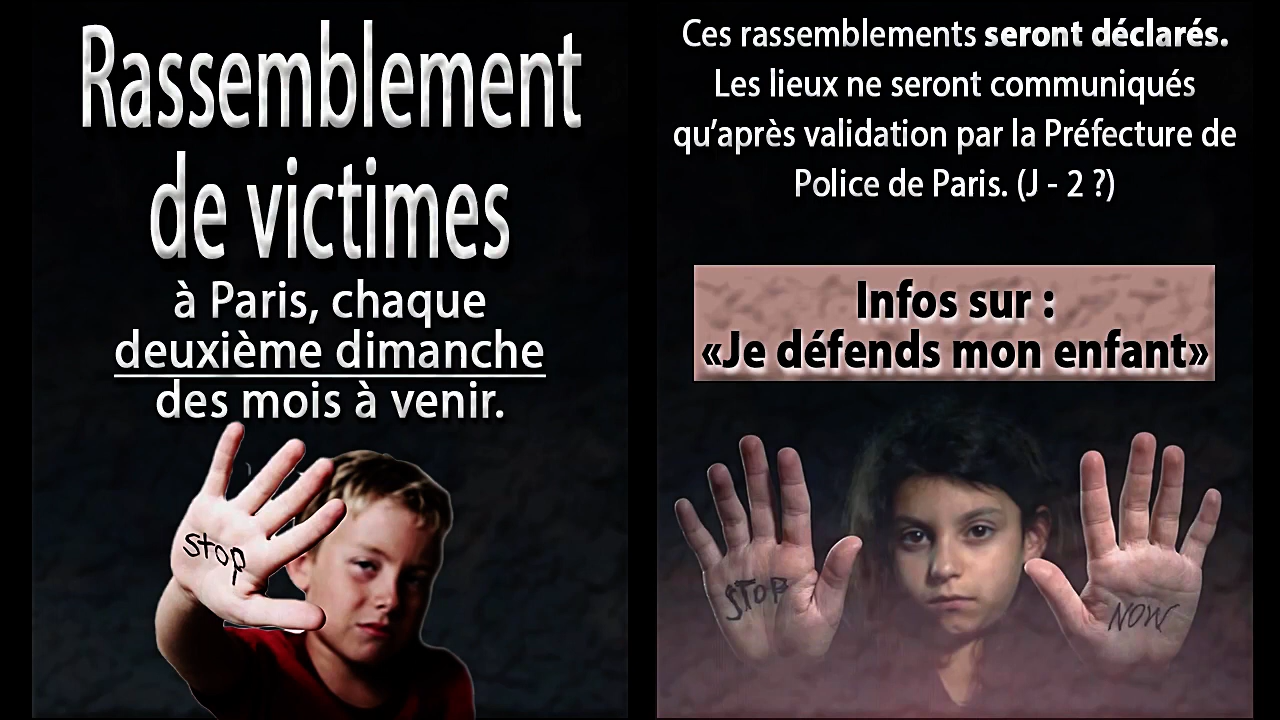 Rassemblement
de victimes
à Paris, chaque
deuxième dimanche
des mois à venir.
stop
Ces rassemblements seront déclarés.
Les lieux ne seront communiqués
qu’après validation par la Préfecture de
Police de Paris. (J - 2 ?)
Infos sur :
«Je défends mon enfant»
STOP
NOW